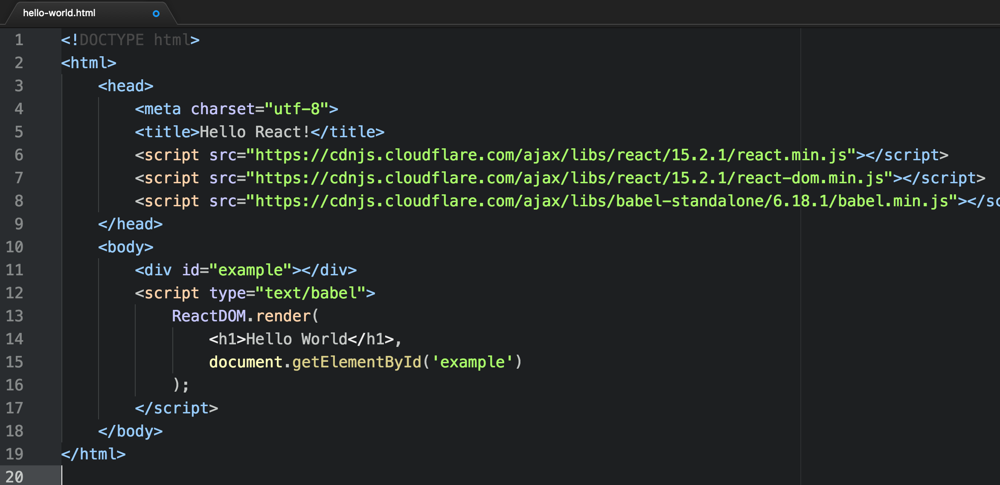 hello-world.html
1 <!DOCTYPE html>
2 <html>
3     <head>
4         <meta charset="utf-8">
5         <title>Hello React!</title>
6         <script src="https://cdnjs.cloudflare.com/ajax/libs/react/15.2.1/react.min.js"></script>
7         <script src="https://cdnjs.cloudflare.com/ajax/libs/react/15.2.1/react-dom.min.js"></script>
8         <script src="https://cdnjs.cloudflare.com/ajax/libs/babel-standalone/6.18.1/babel.min.js"></sc
9     </head>
10     <body>
11         <div id="example"></div>
12         <script type="text/babel">
13             ReactDOM.render(
14                 <h1>Hello World</h1>,
15                 document.getElementById('example')
16             );
17         </script>
18     </body>
19 </html>
20